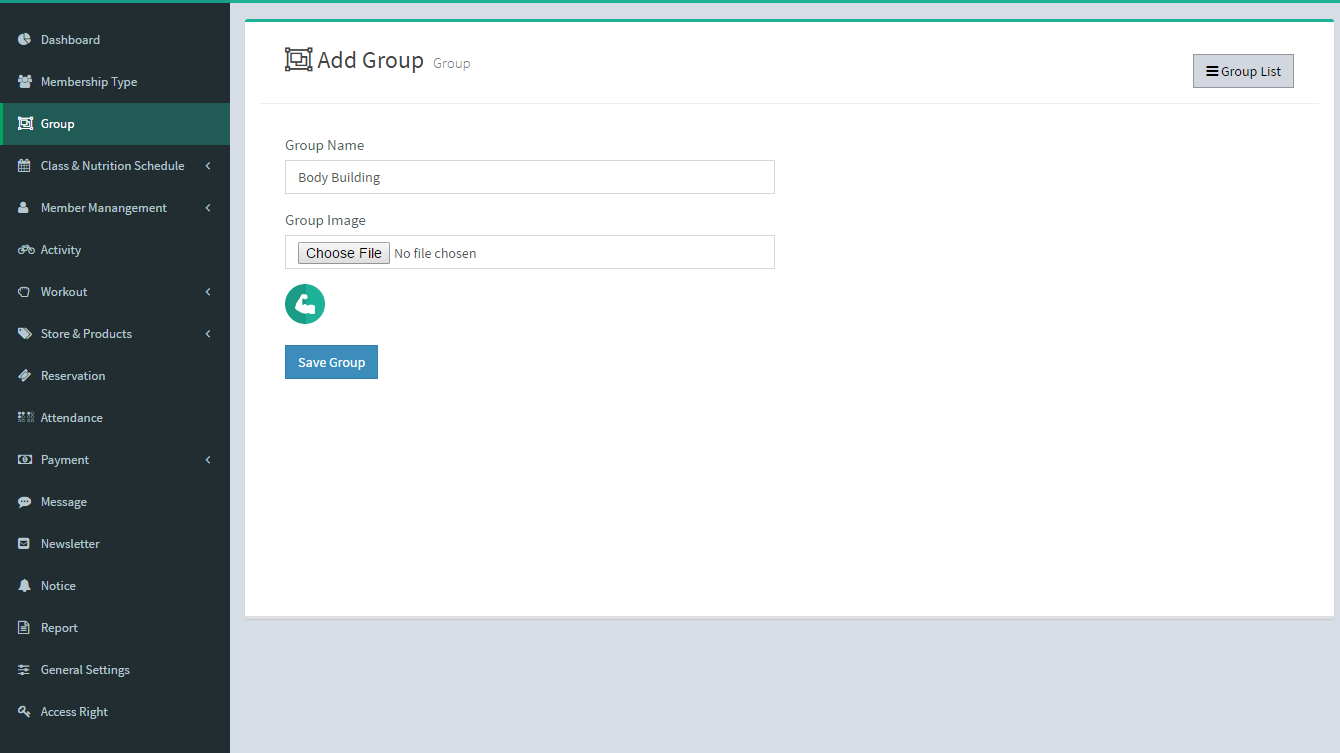 Dashboard
Membership Type
Group
Class & Nutrition Schedule
Member Manangement
Activity
Workout
Store & Products
Reservation
Attendance
Payment
Message
Newsletter
Notice
Report
General Settings
Access Right
Add Group Group
Group List
Group Name
Body Building
Group Image
Choose File No file chosen
Save Group